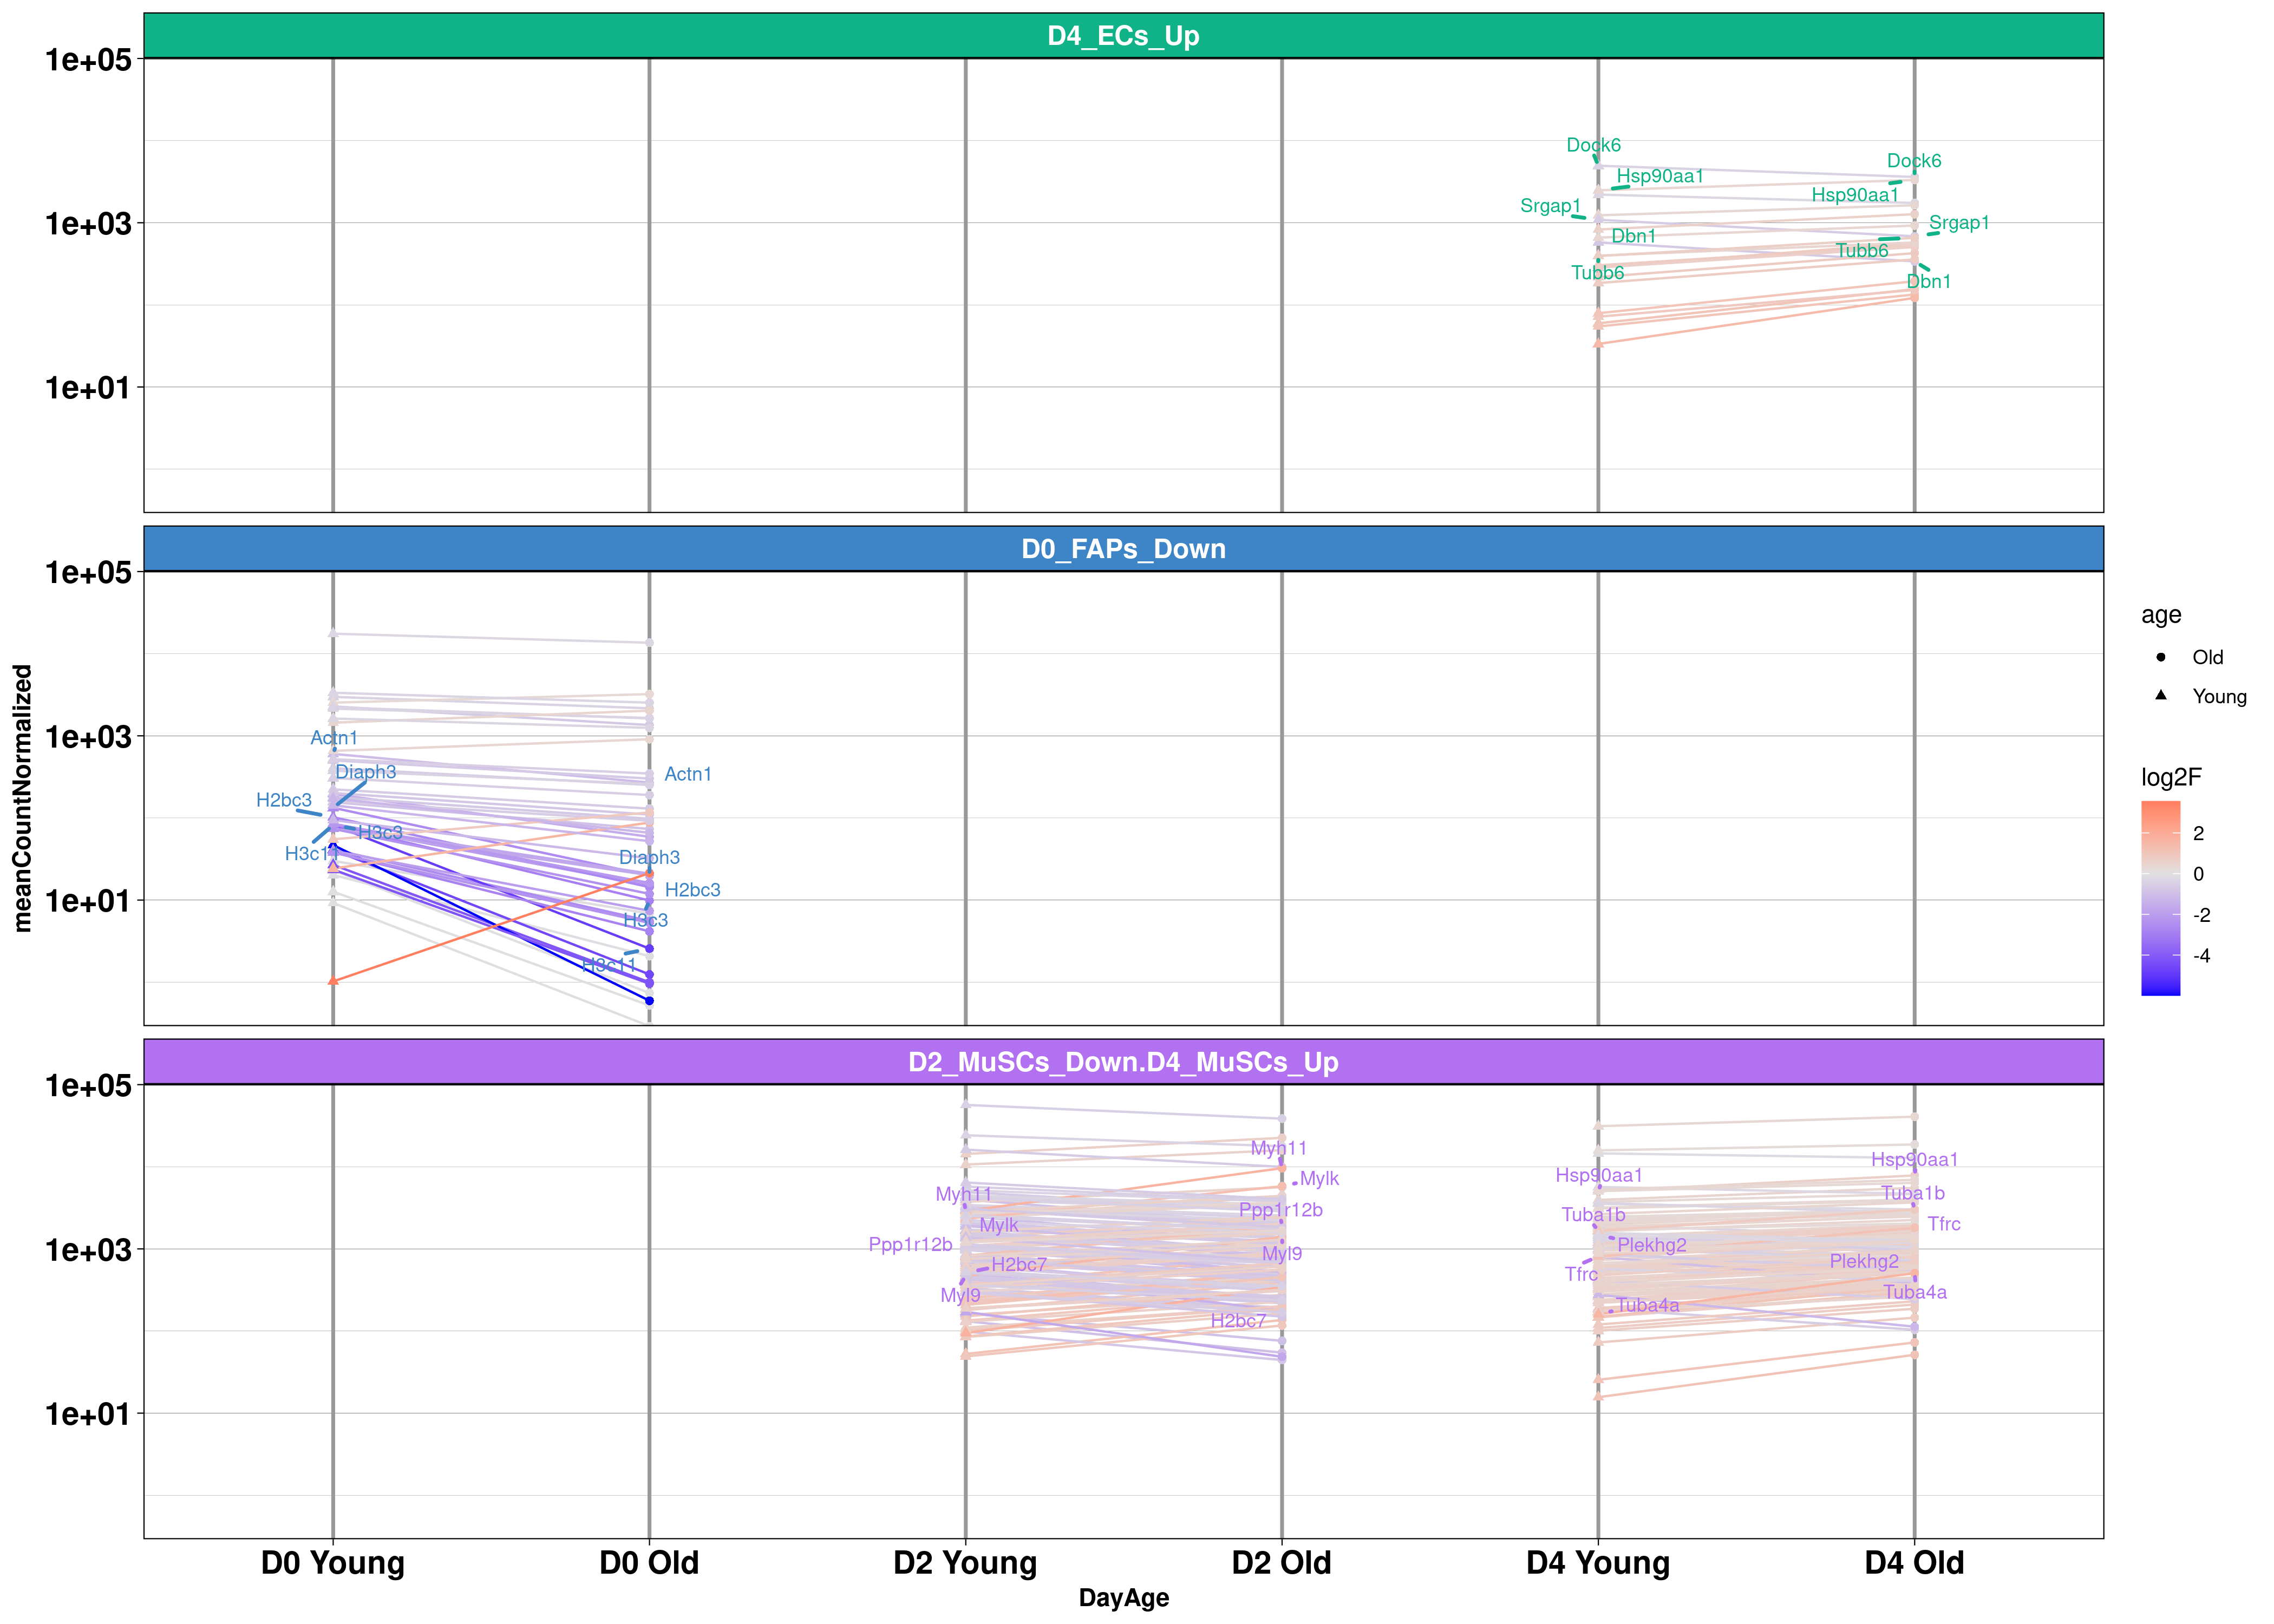 D4_ECs_Up
1e+05
1e+03
1e+01
Dock6
Hsp90aa1
Srgap1
Dbn1
Tubb6
Dock6
Hsp90aa1
Srgap1
Tubb6
Dbn1
D0_FAPs_Down
1e+05
1e+03
1e+01
Actn1
Diaph3
H2bc3
H3c3
H3c11
Actn1
Diaph3
H2bc3
H3c3
H3c11
meanCountNormalized
D2_MuSCs_Down.D4_MuSCs_Up
1e+05
1e+03
1e+01
Myh11
Mylk
Ppp1r12b
H2bc7
Myl9
Myh11
Mylk
Ppp1r12b
Myl9
H2bc7
Hsp90aa1
Tuba1b
Plekhg2
Tfrc
Tuba4a
Hsp90aa1
Tuba1b
Tfrc
Plekhg2
Tuba4a
D0 Young
D0 Old
D2 Young
D2 Old
D4 Young
D4 Old
DayAge
age
Old
Young
log2F
2
0
-2
-4